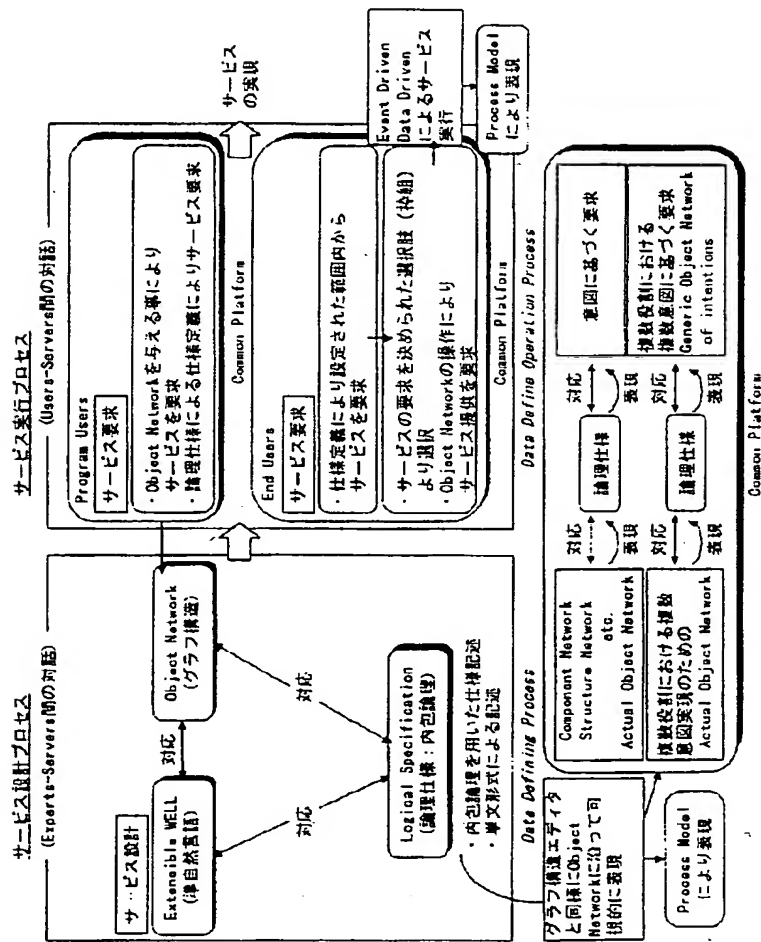 サービス設計プロセス
(Experts-Servers間の対話)
サービス設計
Extensible WELL
(準自然言語)
対応
Object Network
(グラフ構造)
対応
対応
Logical Specification
(論理仕様：内包論理)
・内包論理を用いた仕様記述
・単文形式による記述
Data Defining Process
サービス実行プロセス
(Users-Servers間の対話)
Program Users
サービス要求
・Object Networkを与える事により
サービスを要求
・論理仕様による仕様定義によりサービス要求
Common Platform
サービス
の実現
End Users
サービス要求
・仕様定義により設定された範囲内から
サービスを要求
・サービスの要求を決められた選択肢（枠組）
より選択
・Object Networkの操作により
サービス提供を要求
Common Platform
Event Driven
Data Driven
によるサービス
実行
Process Model
により表現
Data Define Operation Process
グラフ構造エディタ
と同様にObject
Networkに沿って可
視的に表現
Process Model
により表現
Component Network
Structure Network
etc.
Actual Object Network
対応
表現
論理仕様
対応
表現
意図に基づく要求
複数役割における複数
意図実現のための
Actual Object Network
対応
表現
論理仕様
対応
表現
複数役割における
複数意図に基づく要求
Generic Object Network
of intentions
Common Platform